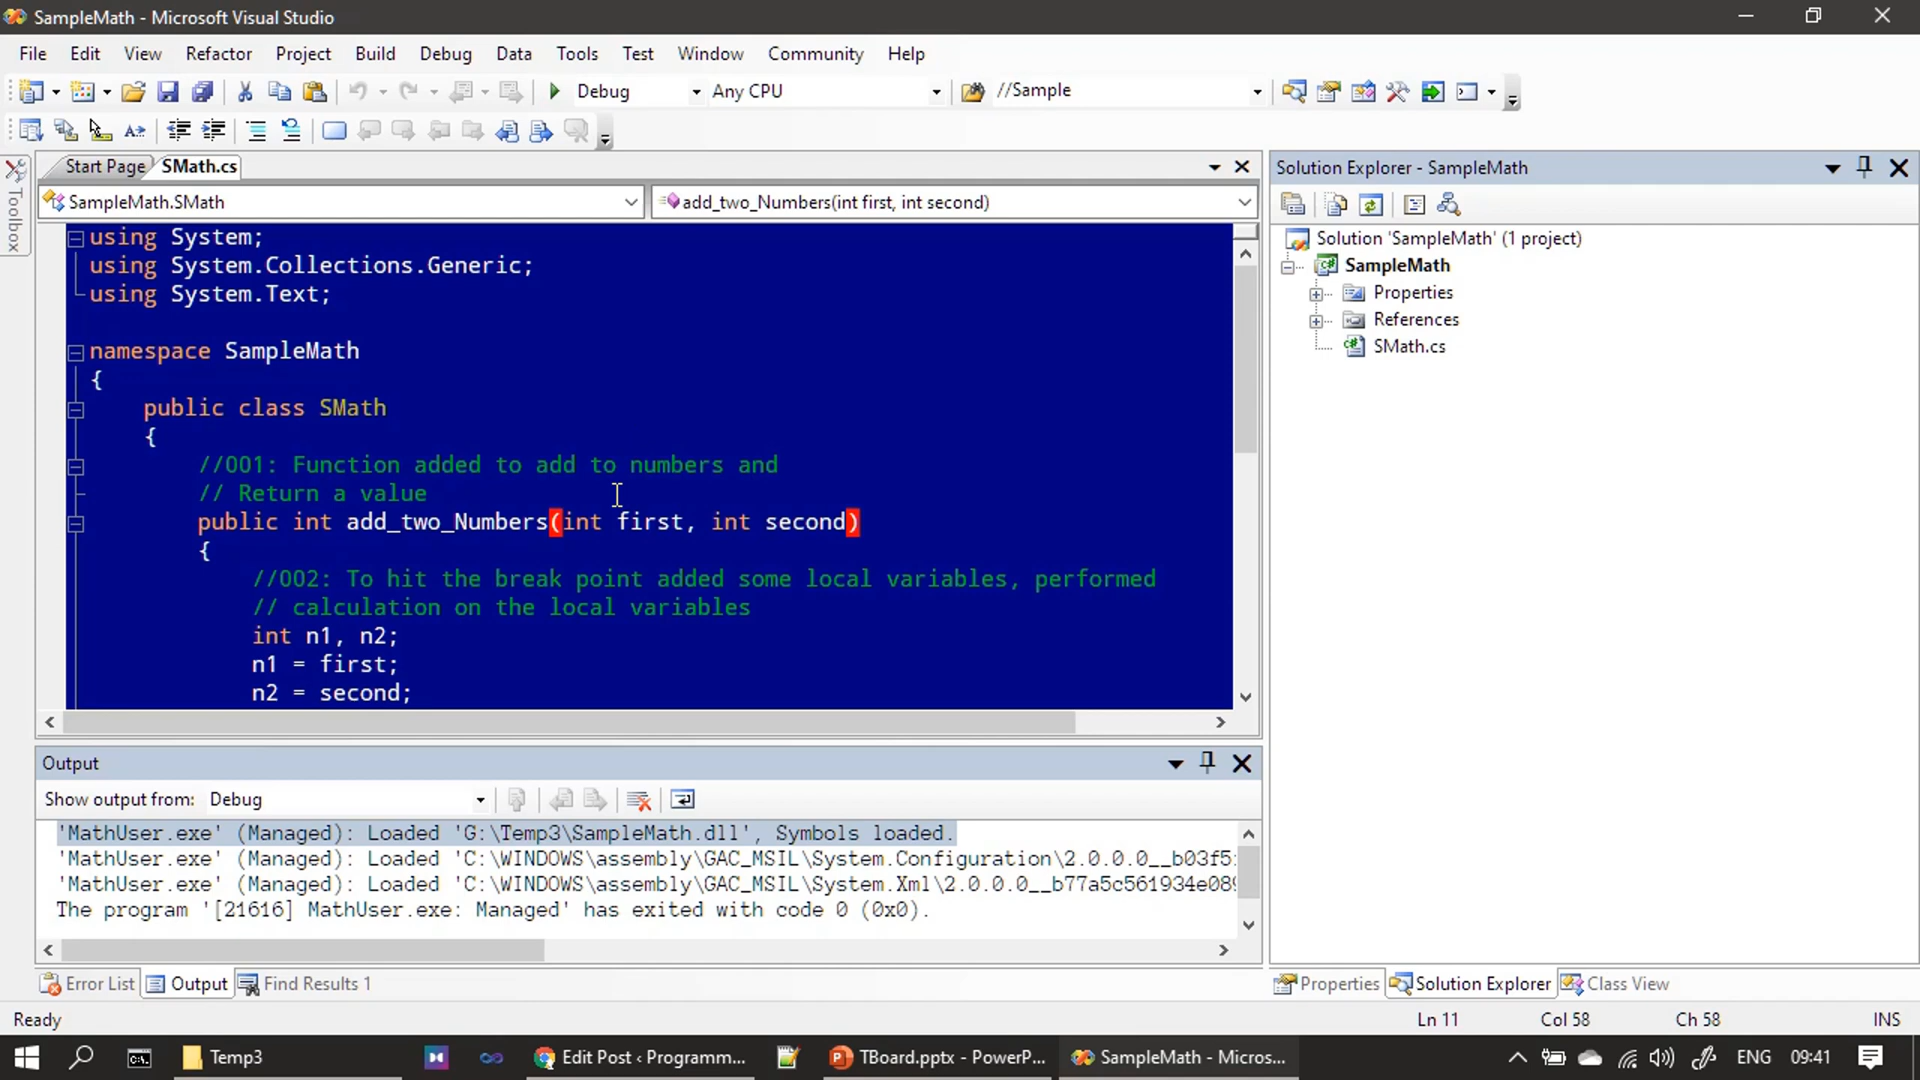 SampleMath - Microsoft Visual Studio
File Edit View Refactor Project Build Debug Data Tools Test Window Community Help
Debug Any CPU //Sample
Toolbox
Start Page SMath.cs
SampleMath.SMath add_two_Numbers(int first, int second)
using System;
using System.Collections.Generic;
using System.Text;
namespace SampleMath
{
public class SMath
{
//001: Function added to add to numbers and
// Return a value
public int add_two_Numbers(int first, int second)
{
//002: To hit the break point added some local variables, performed
// calculation on the local variables
int n1, n2;
n1 = first;
n2 = second;
Output
Show output from: Debug
'MathUser.exe' (Managed): Loaded 'G:\Temp3\SampleMath.dll', Symbols loaded.
'MathUser.exe' (Managed): Loaded 'C:\WINDOWS\assembly\GAC_MSIL\System.Configuration\2.0.0.0__b03f5
'MathUser.exe' (Managed): Loaded 'C:\WINDOWS\assembly\GAC_MSIL\System.Xml\2.0.0.0__b77a5c561934e089
The program '[21616] MathUser.exe: Managed' has exited with code 0 (0x0).
Error List Output Find Results 1
Solution Explorer - SampleMath
Solution 'SampleMath' (1 project)
SampleMath
Properties
References
SMath.cs
Properties Solution Explorer Class View
Ready Ln 11 Col 58 Ch 58 INS
Temp3 Edit Post ‹ Programm... TBoard.pptx - PowerP... SampleMath - Micros... ENG 09:41